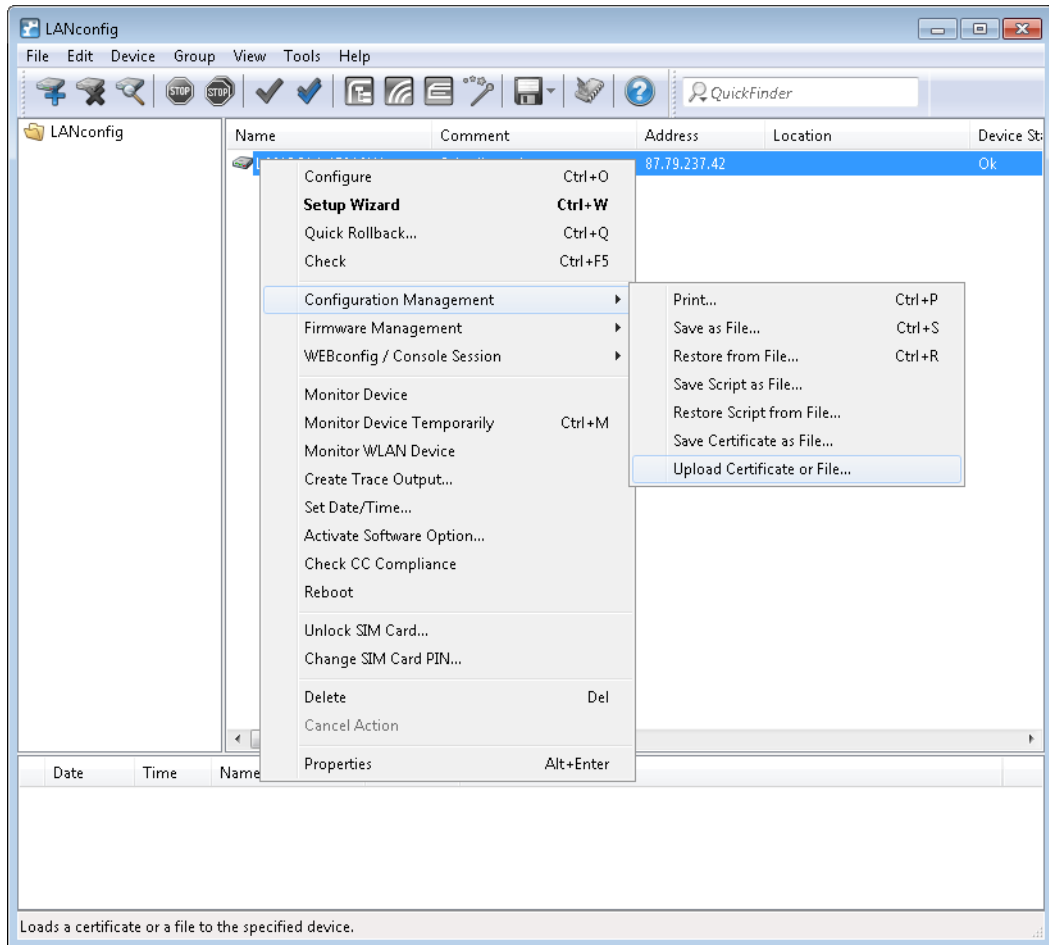 LANconfig
File Edit Device Group View Tools Help
STOP STOP QuickFinder
LANconfig
Name Comment Address Location Device Sta
87.79.237.42 Ok
Configure Ctrl+O
Setup Wizard Ctrl+W
Quick Rollback... Ctrl+Q
Check Ctrl+F5
Configuration Management
Firmware Management
WEBconfig / Console Session
Monitor Device
Monitor Device Temporarily Ctrl+M
Monitor WLAN Device
Create Trace Output...
Set Date/Time...
Activate Software Option...
Check CC Compliance
Reboot
Unlock SIM Card...
Change SIM Card PIN...
Delete Del
Cancel Action
Properties Alt+Enter
Print... Ctrl+P
Save as File... Ctrl+S
Restore from File... Ctrl+R
Save Script as File...
Restore Script from File...
Save Certificate as File...
Upload Certificate or File...
Date Time Name
Loads a certificate or a file to the specified device.